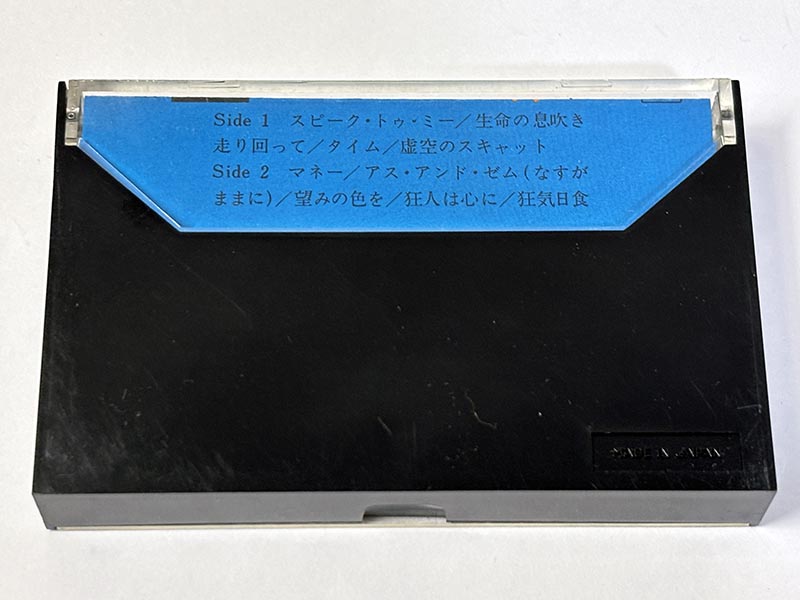 Side 1　スピーク・トゥ・ミー／生命の息吹き
走り回って／タイム／虚空のスキャット
Side 2　マネー／アス・アンド・ゼム(なすが
ままに)／望みの色を／狂人は心に／狂気日食
MADE IN JAPAN